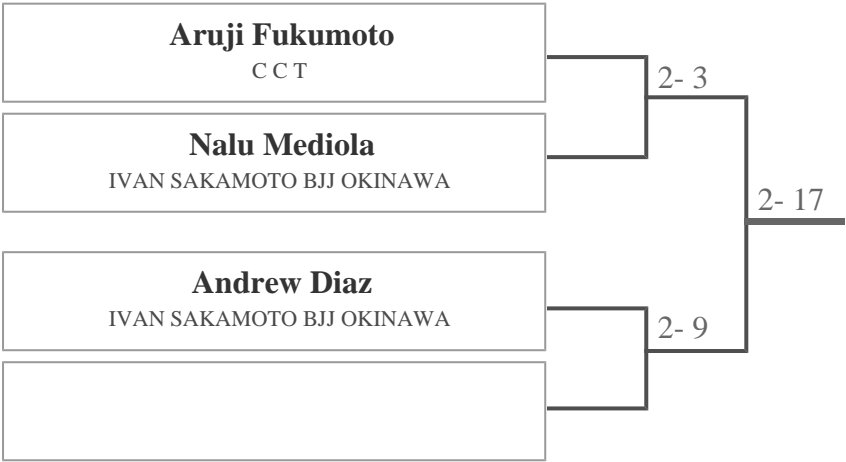 Aruji Fukumoto
C C T
2- 3
Nalu Mediola
IVAN SAKAMOTO BJJ OKINAWA
2- 17
Andrew Diaz
IVAN SAKAMOTO BJJ OKINAWA
2- 9